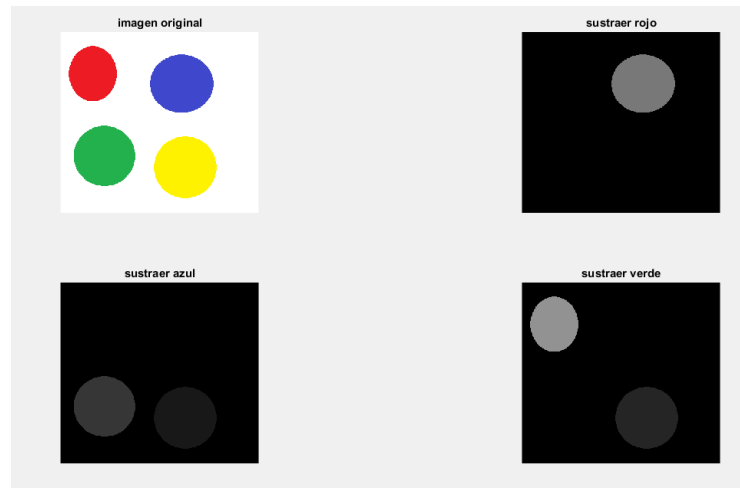 imagen original
sustraer rojo
sustraer azul
sustraer verde